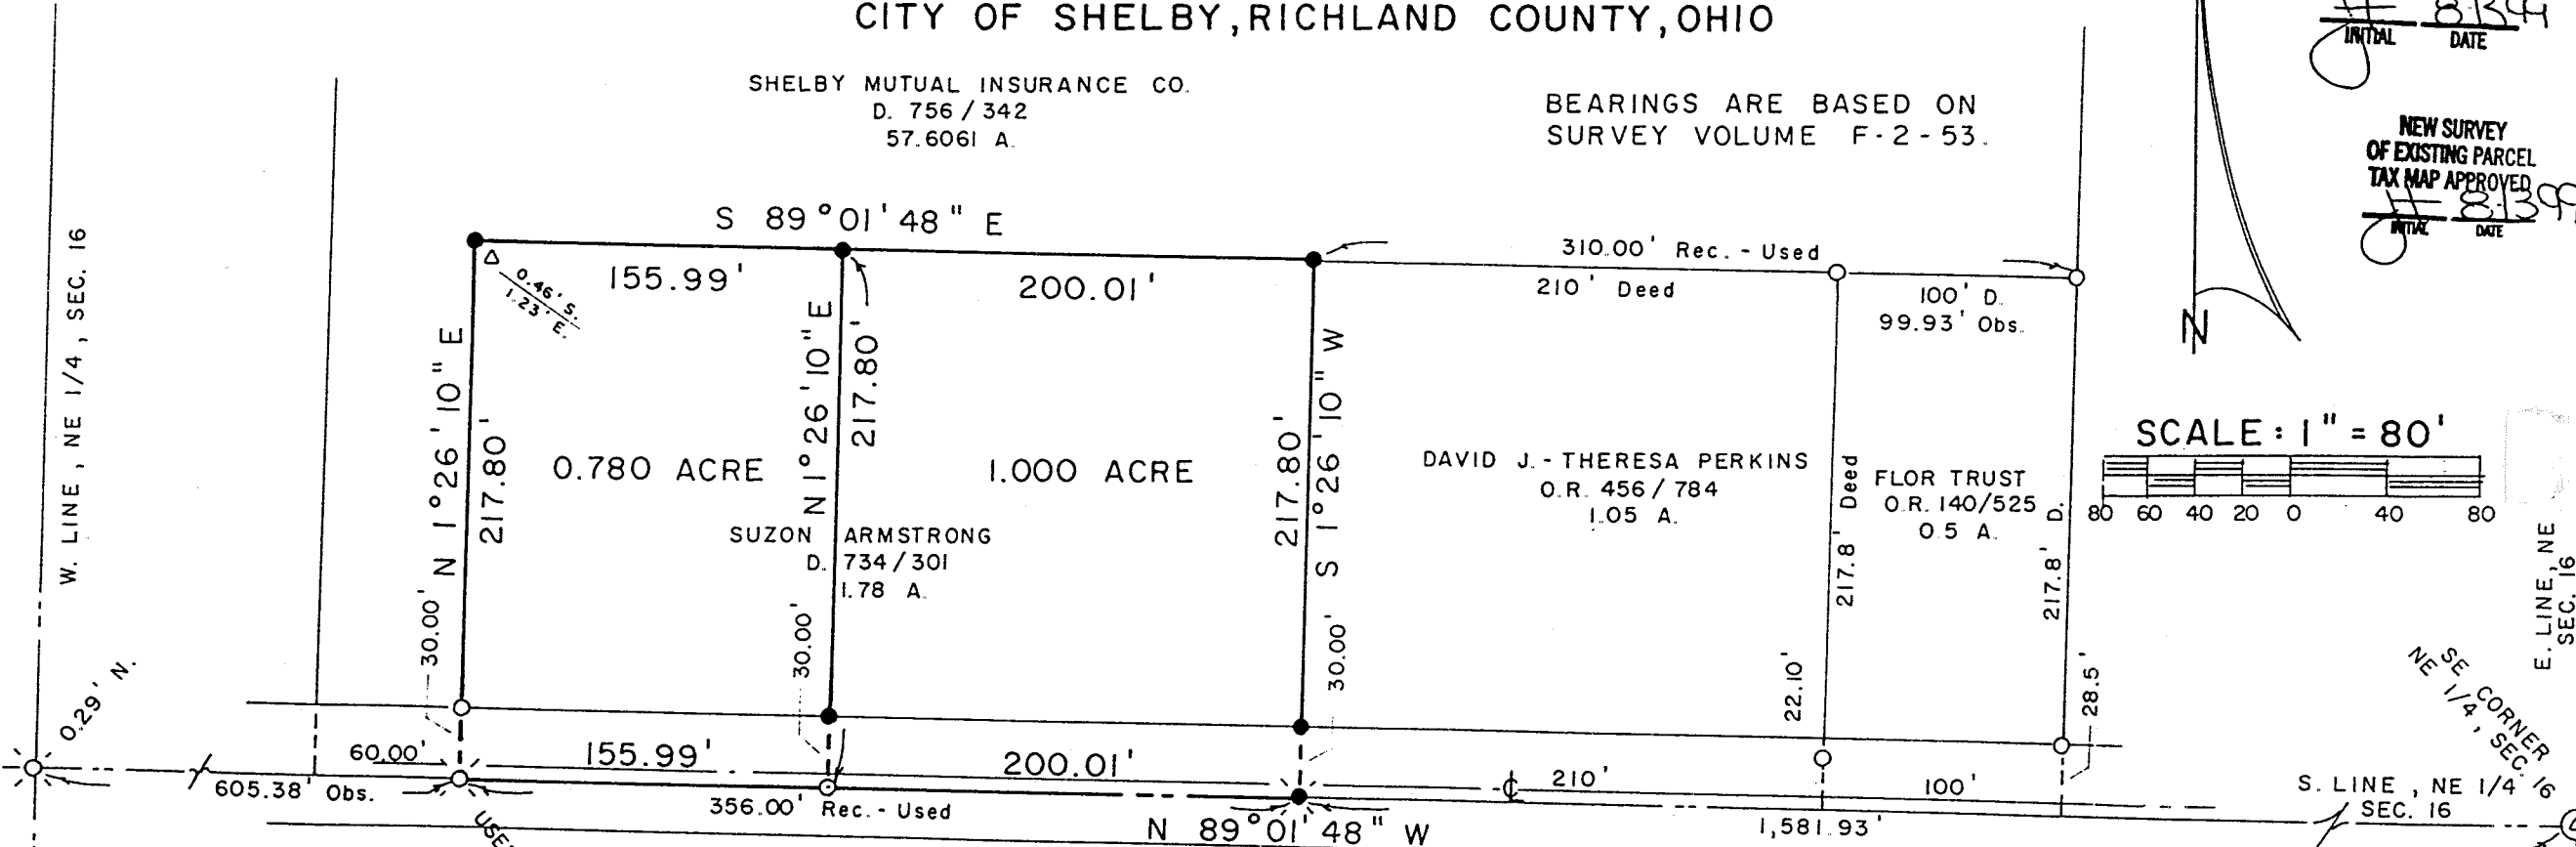 CITY OF SHELBY, RICHLAND COUNTY, OHIO
INITIAL DATE
SHELBY MUTUAL INSURANCE CO.
D. 756 / 342
57.6061 A.
BEARINGS ARE BASED ON
SURVEY VOLUME F-2-53.
NEW SURVEY
OF EXISTING PARCEL
TAX MAP APPROVED
INITIAL DATE
W. LINE, NE 1/4, SEC. 16
S 89°01'48" E
155.99'
200.01'
310.00' Rec. - Used
210' Deed
100' D.
99.93' Obs.
Δ
0.46' S.
1.23' E.
N
N 1°26'10" E
217.80'
N 1°26'10" E
217.80'
217.80'
S 1°26'10" W
0.780 ACRE
1.000 ACRE
SUZON ARMSTRONG
D. 734/301
1.78 A.
DAVID J. - THERESA PERKINS
O.R. 456 / 784
1.05 A.
217.8' Deed
FLOR TRUST
O.R. 140/525
0.5 A.
217.8' D.
SCALE: 1" = 80'
80 60 40 20 0 40 80
E. LINE, NE
SEC. 16
30.00'
30.00'
30.00'
22.10'
28.5'
SE CORNER
NE 1/4, SEC. 16
0.29' N.
60.00'
155.99'
200.01'
℄
210'
100'
605.38' Obs.
356.00' Rec. - Used
N 89°01'48" W
1,581.93'
S. LINE, NE 1/4
SEC. 16